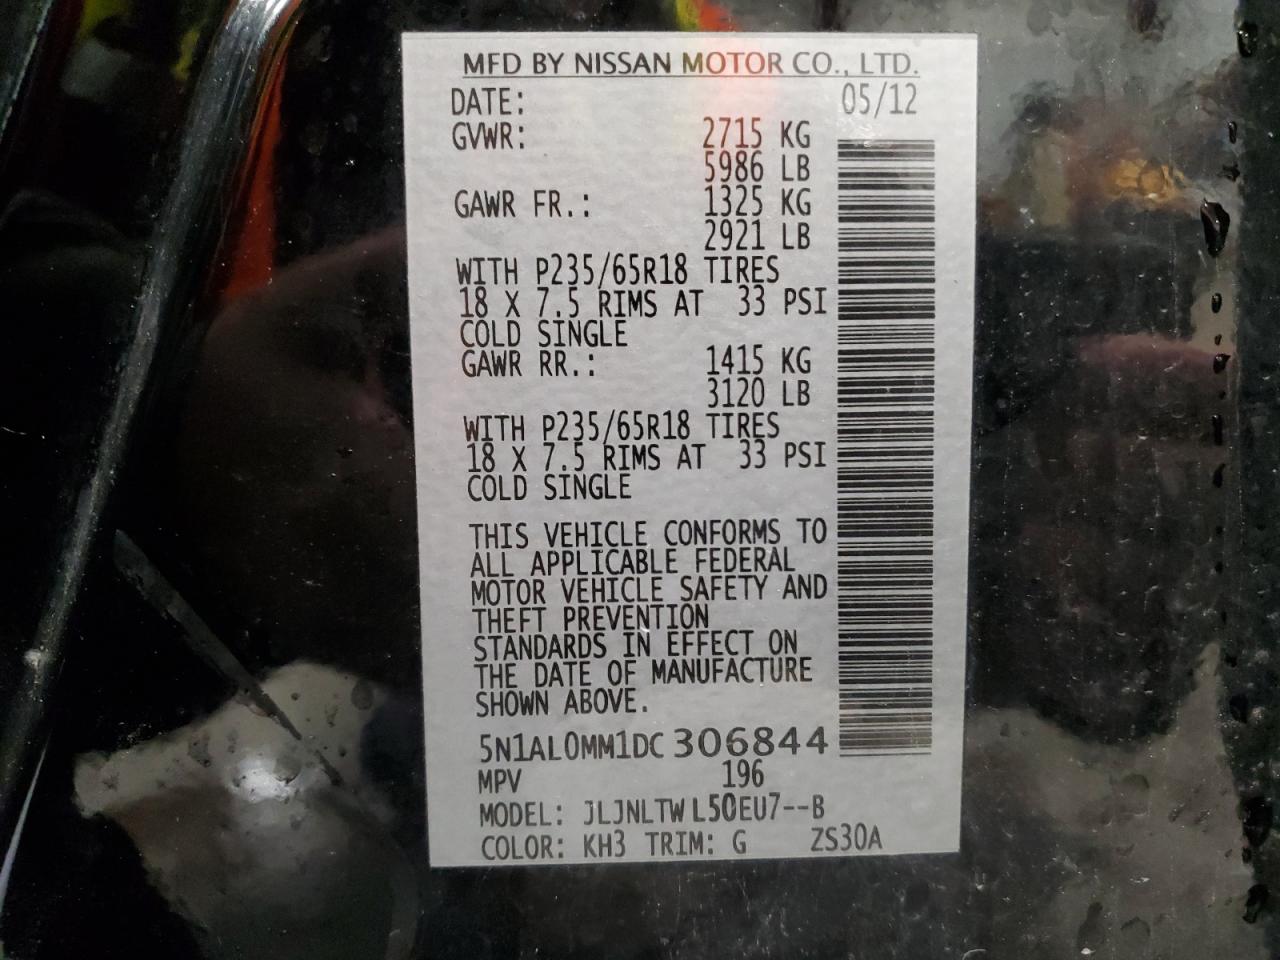 MFD BY NISSAN MOTOR CO., LTD.
DATE: 05/12
GVWR: 2715 KG
5986 LB
GAWR FR.: 1325 KG
2921 LB
WITH P235/65R18 TIRES
18 X 7.5 RIMS AT 33 PSI
COLD SINGLE
GAWR RR.: 1415 KG
3120 LB
WITH P235/65R18 TIRES
18 X 7.5 RIMS AT 33 PSI
COLD SINGLE
THIS VEHICLE CONFORMS TO
ALL APPLICABLE FEDERAL
MOTOR VEHICLE SAFETY AND
THEFT PREVENTION
STANDARDS IN EFFECT ON
THE DATE OF MANUFACTURE
SHOWN ABOVE.
5N1AL0MM1DC306844
MPV 196
MODEL: JLJNLTWL50EU7--B
COLOR: KH3 TRIM: G ZS30A